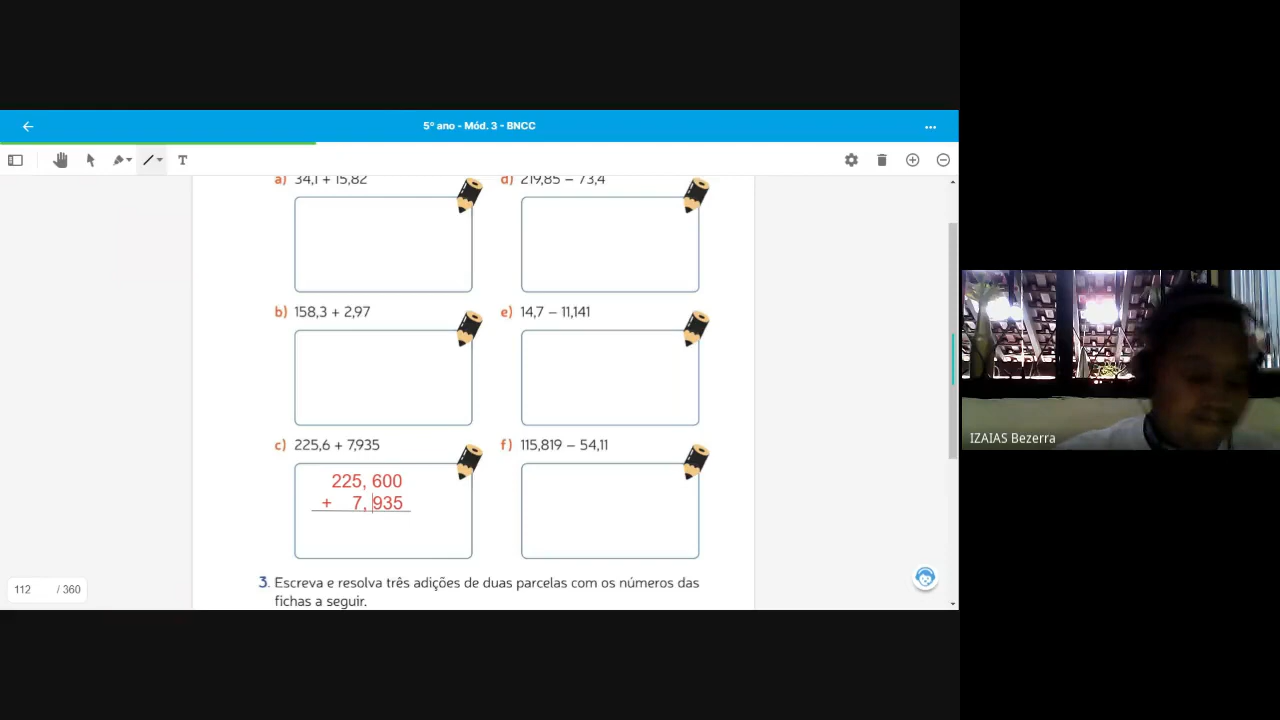 5º ano - Mód. 3 - BNCC
T
a) 34,1 + 15,82
d) 219,85 – 73,4
b) 158,3 + 2,97
e) 14,7 – 11,141
c) 225,6 + 7,935
f) 115,819 – 54,11
225, 600
+ 7, 935
3. Escreva e resolva três adições de duas parcelas com os números das
fichas a seguir.
112 / 360
IZAIAS Bezerra